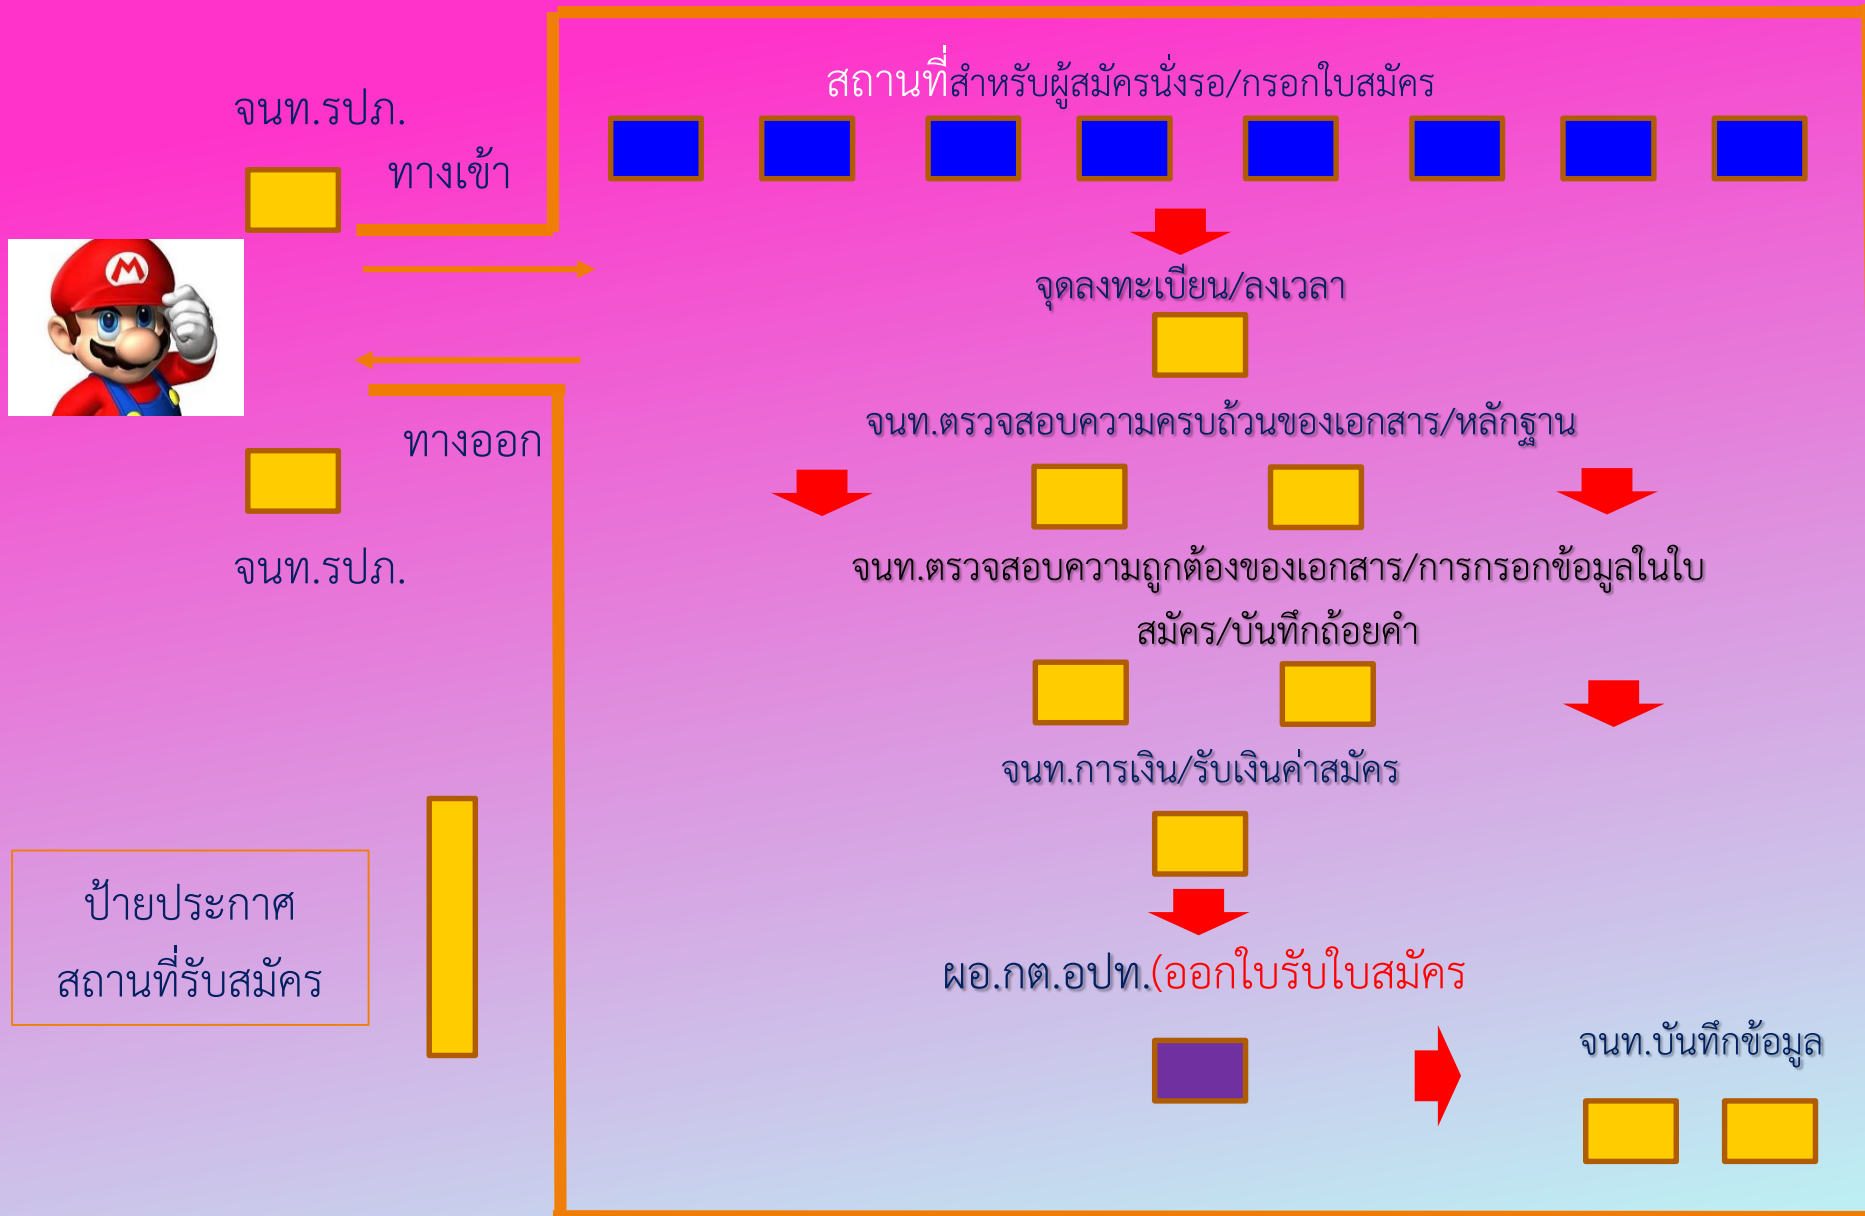 สถานที่สำหรับผู้สมัครนั่งรอ/กรอกใบสมัคร
จนท.รปภ.
ทางเข้า
M
จุดลงทะเบียน/ลงเวลา
จนท.ตรวจสอบความครบถ้วนของเอกสาร/หลักฐาน
ทางออก
จนท.รปภ.
จนท.ตรวจสอบความถูกต้องของเอกสาร/การกรอกข้อมูลในใบ
สมัคร/บันทึกถ้อยคำ
จนท.การเงิน/รับเงินค่าสมัคร
ป้ายประกาศ
สถานที่รับสมัคร
ผอ.กต.อปท.(ออกใบรับใบสมัคร
จนท.บันทึกข้อมูล